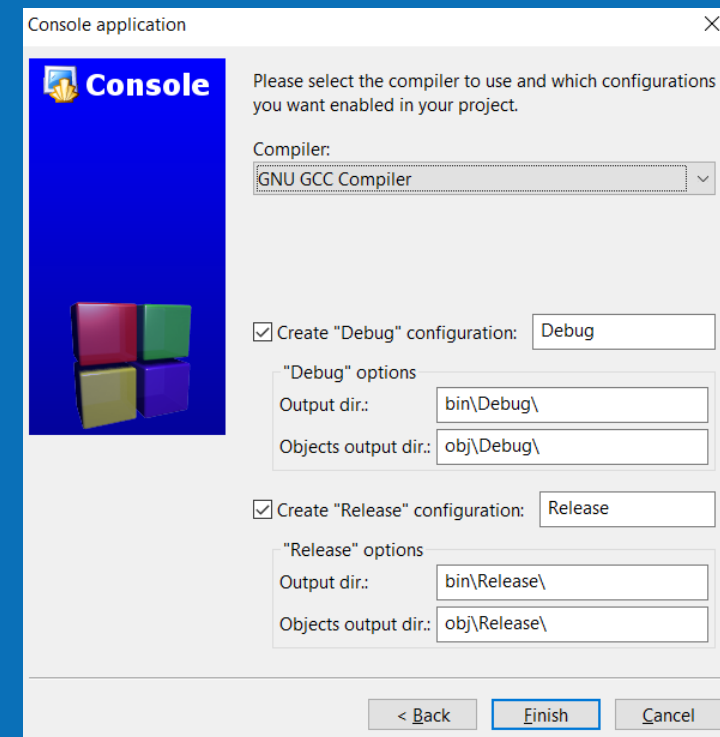 Console application
Console
Please select the compiler to use and which configurations
you want enabled in your project.
Compiler:
GNU GCC Compiler
Create "Debug" configuration: Debug
"Debug" options
Output dir.: bin\Debug\
Objects output dir.: obj\Debug\
Create "Release" configuration: Release
"Release" options
Output dir.: bin\Release\
Objects output dir.: obj\Release\
< Back Finish Cancel